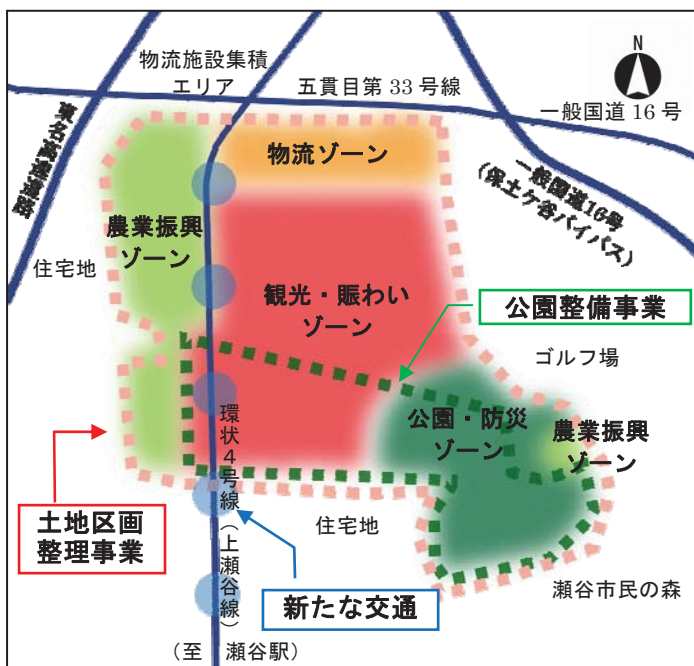 物流施設集積
エリア
五貫目第 33 号線
N
一般国道 16 号
東名高速道路
物流ゾーン
一般国道16号
(保土ケ谷バイパス)
農業振興
ゾーン
住宅地
観光・賑わい
ゾーン
公園整備事業
ゴルフ場
公園・防災
ゾーン
農業振興
ゾーン
環状4号線(上瀬谷線)
土地区画
整理事業
住宅地
新たな交通
瀬谷市民の森
(至 瀬谷駅)